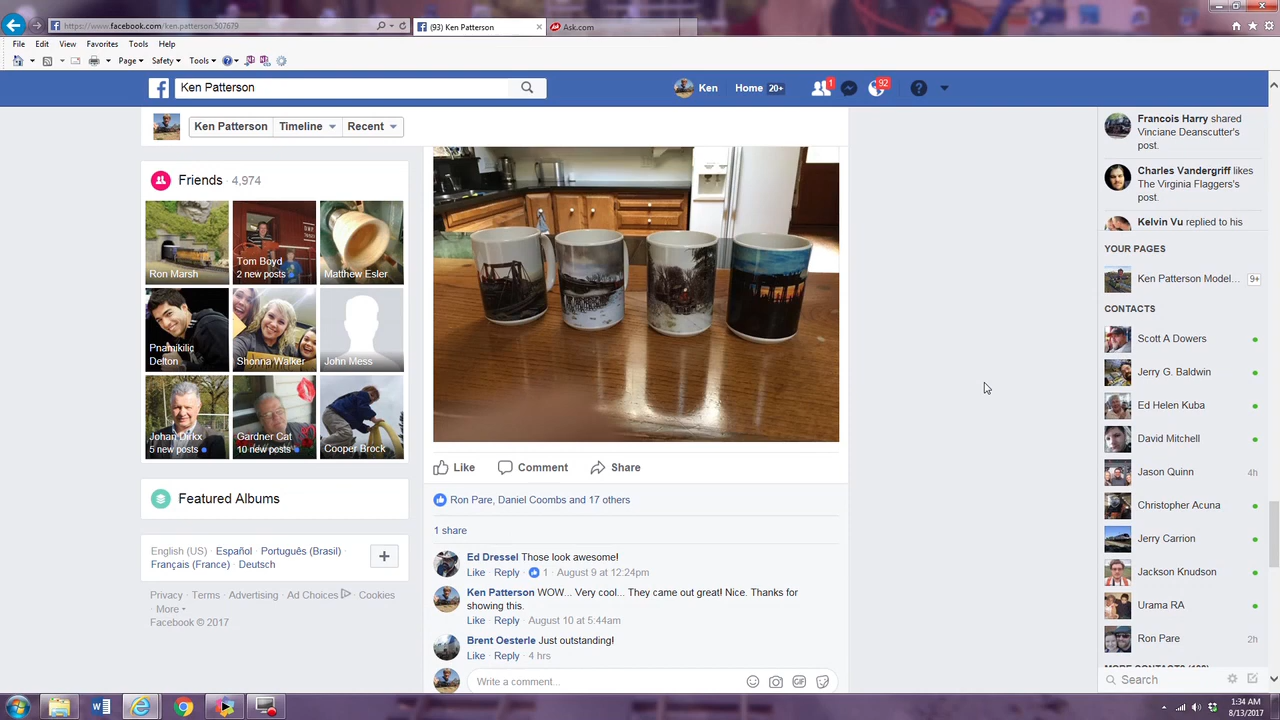 https://www.facebook.com/ken.patterson.507679
(93) Ken Patterson
Ask.com
File Edit View Favorites Tools Help
Page Safety Tools
Ken Patterson
Ken
Home 20+
1
92
Ken Patterson Timeline Recent
Friends · 4,974
Ron Marsh
Tom Boyd
2 new posts
Matthew Esler
Pnamikilic
Delton
Shonna Walker
John Mess
Johan Dirkx
5 new posts
Gardner Cat
10 new posts
Cooper Brock
Featured Albums
English (US) · Español · Português (Brasil) ·
Français (France) · Deutsch
Privacy · Terms · Advertising · Ad Choices · Cookies
· More
Facebook © 2017
Like Comment Share
Ron Pare, Daniel Coombs and 17 others
1 share
Ed Dressel Those look awesome!
Like · Reply · 1 · August 9 at 12:24pm
Ken Patterson WOW... Very cool... They came out great! Nice. Thanks for
showing this.
Like · Reply · August 10 at 5:44am
Brent Oesterle Just outstanding!
Like · Reply · 4 hrs
Write a comment...
GIF
Francois Harry shared
Vinciane Deanscutter's
post.
Charles Vandergriff likes
The Virginia Flaggers's
post.
Kelvin Vu replied to his
YOUR PAGES
Ken Patterson Model... 9+
CONTACTS
Scott A Dowers
Jerry G. Baldwin
Ed Helen Kuba
David Mitchell
Jason Quinn 4h
Christopher Acuna
Jerry Carrion
Jackson Knudson
Urama RA
Ron Pare 2h
Search
1:34 AM
8/13/2017